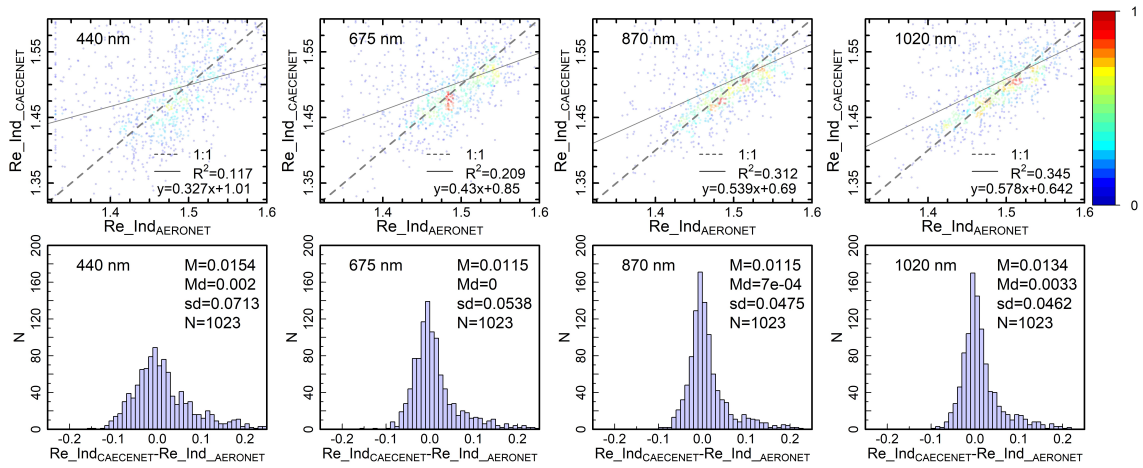 440 nm
1.35 1.45 1.55
Re_Ind_CAECENET
1:1
R²=0.117
y=0.327x+1.01
1.4 1.5 1.6
Re_Ind_AERONET
675 nm
1.35 1.45 1.55
Re_Ind_CAECENET
1:1
R²=0.209
y=0.43x+0.85
1.4 1.5 1.6
Re_Ind_AERONET
870 nm
1.35 1.45 1.55
Re_Ind_CAECENET
1:1
R²=0.312
y=0.539x+0.69
1.4 1.5 1.6
Re_Ind_AERONET
1020 nm
1.35 1.45 1.55
Re_Ind_CAECENET
1:1
R²=0.345
y=0.578x+0.642
1.4 1.5 1.6
Re_Ind_AERONET
1
0
440 nm
M=0.0154
Md=0.002
sd=0.0713
N=1023
N
0 40 80 120 160 200
-0.2 -0.1 0.0 0.1 0.2
Re_Ind_CAECENET-Re_Ind_AERONET
675 nm
M=0.0115
Md=0
sd=0.0538
N=1023
N
0 40 80 120 160 200
-0.2 -0.1 0.0 0.1 0.2
Re_Ind_CAECENET-Re_Ind_AERONET
870 nm
M=0.0115
Md=7e-04
sd=0.0475
N=1023
N
0 40 80 120 160 200
-0.2 -0.1 0.0 0.1 0.2
Re_Ind_CAECENET-Re_Ind_AERONET
1020 nm
M=0.0134
Md=0.0033
sd=0.0462
N=1023
N
0 40 80 120 160 200
-0.2 -0.1 0.0 0.1 0.2
Re_Ind_CAECENET-Re_Ind_AERONET